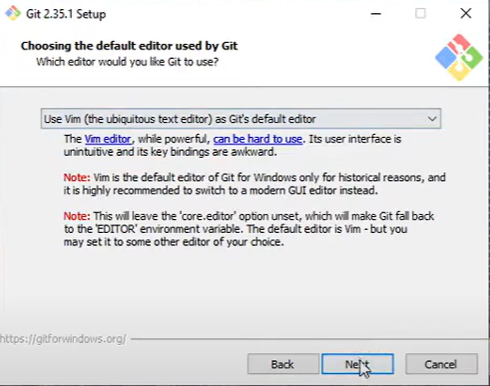 Git 2.35.1 Setup
Choosing the default editor used by Git
Which editor would you like Git to use?
Use Vim (the ubiquitous text editor) as Git's default editor
The Vim editor, while powerful, can be hard to use. Its user interface is
unintuitive and its key bindings are awkward.
Note: Vim is the default editor of Git for Windows only for historical reasons, and
it is highly recommended to switch to a modern GUI editor instead.
Note: This will leave the 'core.editor' option unset, which will make Git fall back
to the 'EDITOR' environment variable. The default editor is Vim - but you
may set it to some other editor of your choice.
https://gitforwindows.org/
Back
Next
Cancel